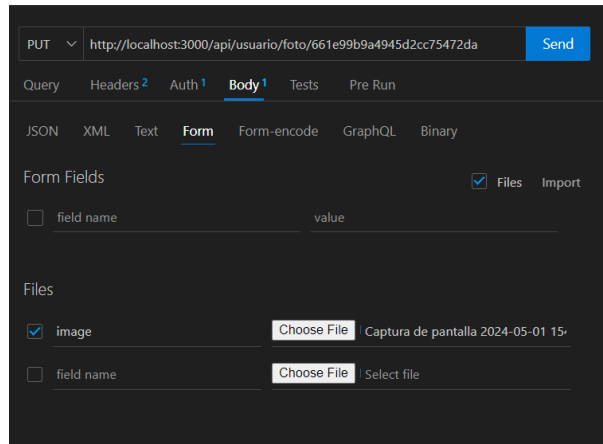 PUT http://localhost:3000/api/usuario/foto/661e99b9a4945d2cc75472da Send
Query Headers 2 Auth 1 Body 1 Tests Pre Run
JSON XML Text Form Form-encode GraphQL Binary
Form Fields Files Import
field name value
Files
image Choose File Captura de pantalla 2024-05-01 154
field name Choose File Select file